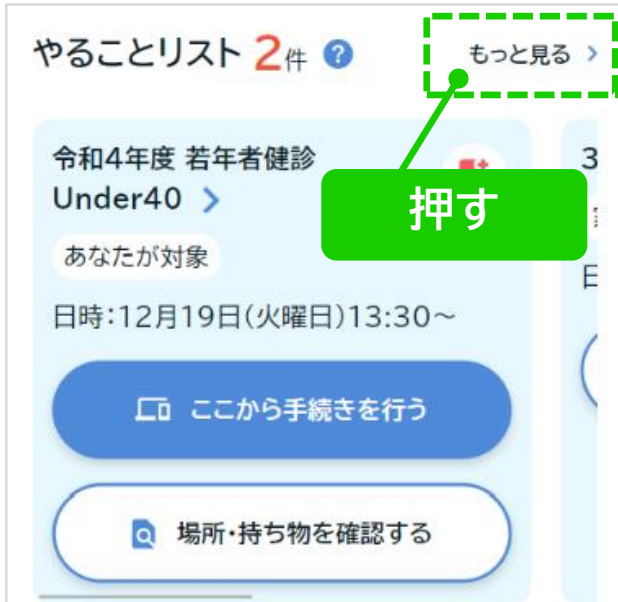 やることリスト 2件 ?
もっと見る >
押す
令和4年度 若年者健診
Under40 >
あなたが対象
日時:12月19日(火曜日)13:30~
ここから手続きを行う
場所・持ち物を確認する
3